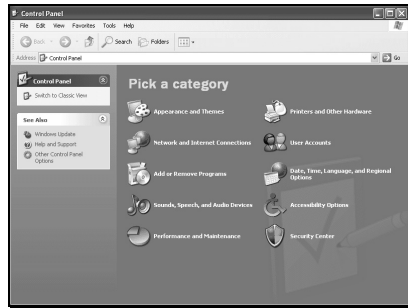 Control Panel
File Edit View Favorites Tools Help
Back Search Folders
Address Control Panel Go
Control Panel
Switch to Classic View
See Also
Windows Update
Help and Support
Other Control Panel
Options
Pick a category
Appearance and Themes
Printers and Other Hardware
Network and Internet Connections
User Accounts
Add or Remove Programs
Date, Time, Language, and Regional
Options
Sounds, Speech, and Audio Devices
Accessibility Options
Performance and Maintenance
Security Center